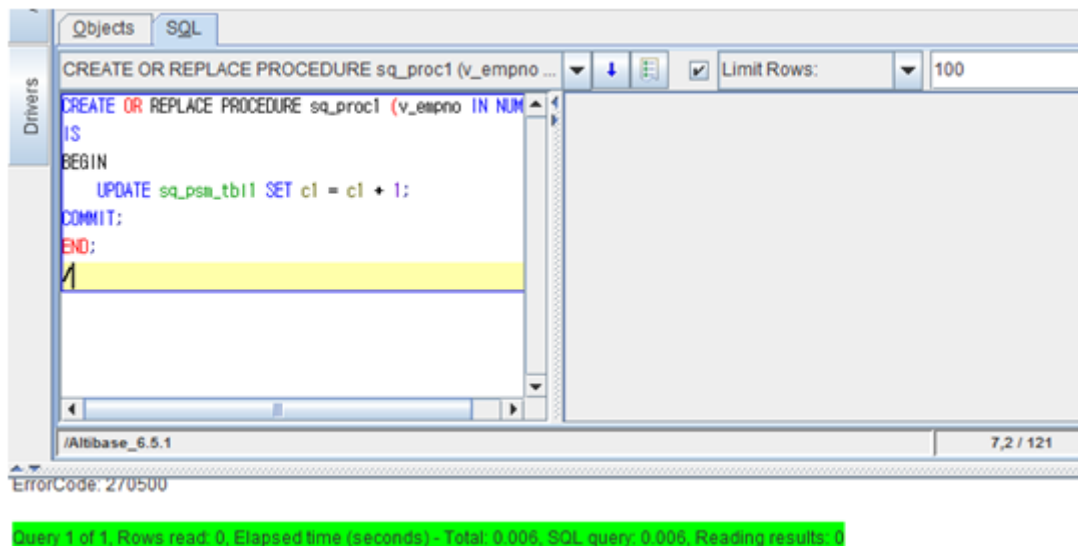 Objects SQL
CREATE OR REPLACE PROCEDURE sq_proc1 (v_empno ... Limit Rows: 100
Drivers
CREATE OR REPLACE PROCEDURE sq_proc1 (v_empno IN NUM
IS
BEGIN
UPDATE sq_psm_tbl1 SET c1 = c1 + 1;
COMMIT;
END;
/
/Altibase_6.5.1 7,2 / 121
ErrorCode: 270500
Query 1 of 1, Rows read: 0, Elapsed time (seconds) - Total: 0.006, SQL query: 0.006, Reading results: 0